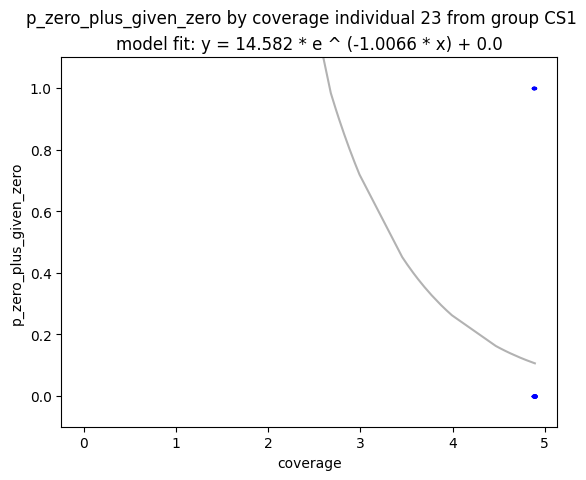 p_zero_plus_given_zero by coverage individual 23 from group CS1
model fit: y = 14.582 * e ^ (-1.0066 * x) + 0.0
1.0
0.8
0.6
0.4
0.2
0.0
p_zero_plus_given_zero
0 1 2 3 4 5
coverage